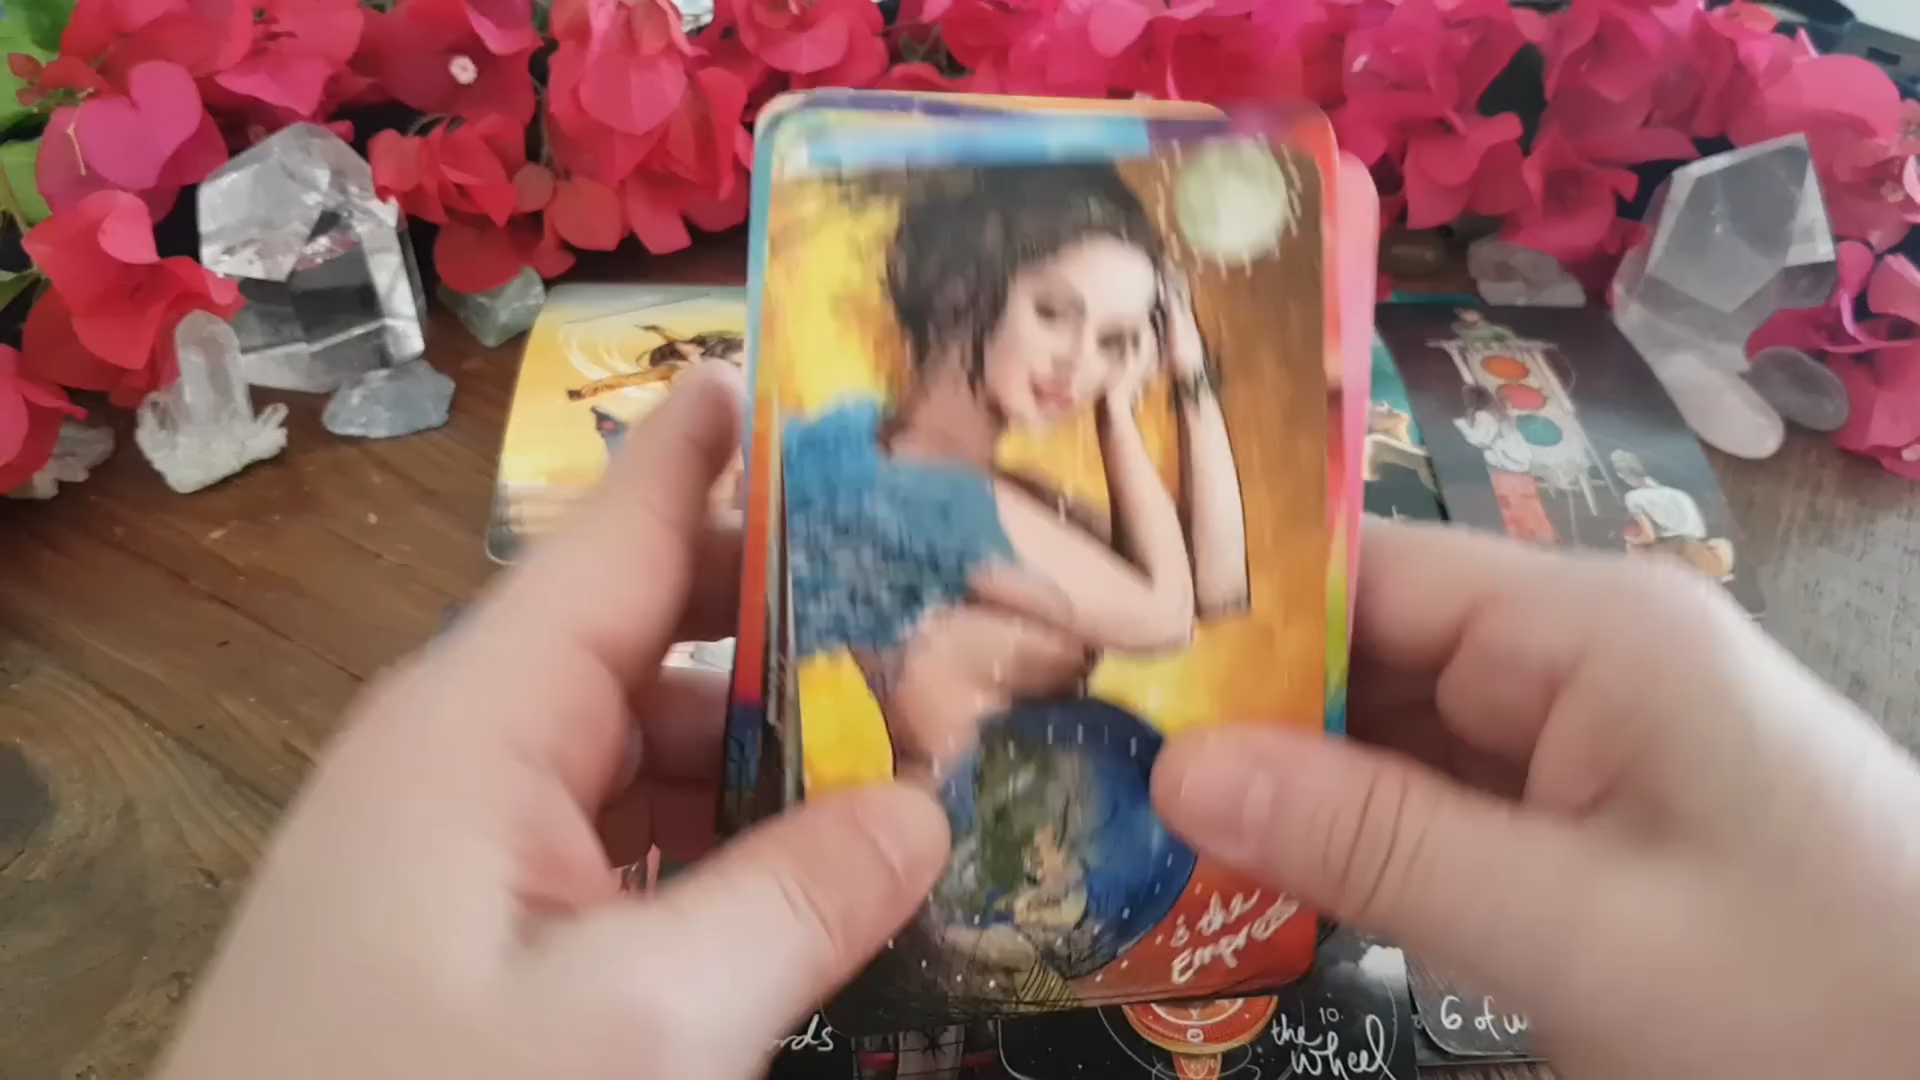 3 the
Empress
10.
the
Wheel
6 of w
rds